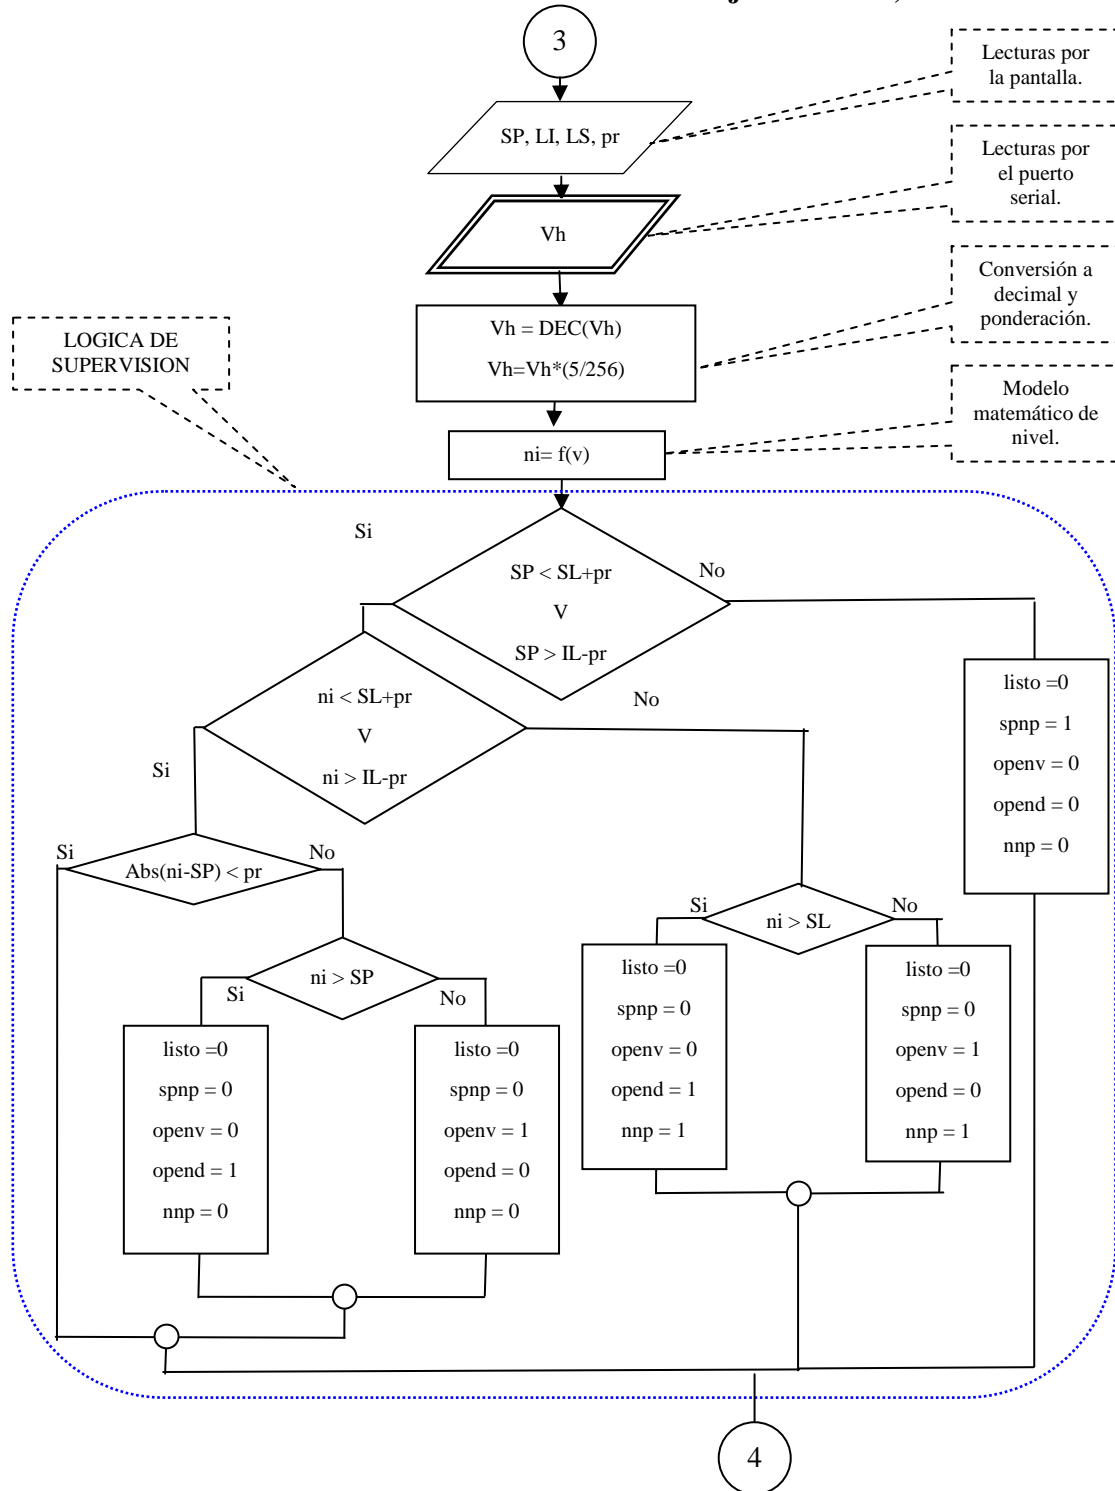 3
Lecturas por
la pantalla.
SP, LI, LS, pr
Lecturas por
el puerto
serial.
Vh
Conversión a
decimal y
ponderación.
Vh = DEC(Vh)
Vh=Vh*(5/256)
LOGICA DE
SUPERVISION
Modelo
matemático de
nivel.
ni= f(v)
Si
SP < SL+pr
V
SP > IL-pr
No
ni < SL+pr
V
ni > IL-pr
No
Si
listo =0
spnp = 1
openv = 0
opend = 0
nnp = 0
Si
Abs(ni-SP) < pr
No
Si
ni > SL
No
Si
ni > SP
No
listo =0
spnp = 0
openv = 0
opend = 1
nnp = 1
listo =0
spnp = 0
openv = 1
opend = 0
nnp = 1
listo =0
spnp = 0
openv = 0
opend = 1
nnp = 0
listo =0
spnp = 0
openv = 1
opend = 0
nnp = 0
4